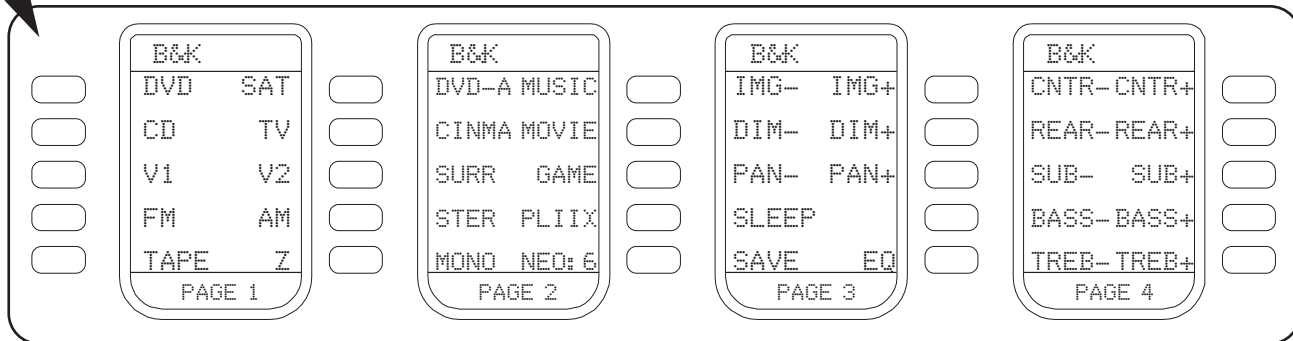 B&K
DVD SAT
CD TV
V1 V2
FM AM
TAPE Z
PAGE 1
B&K
DVD-A MUSIC
CINMA MOVIE
SURR GAME
STER PLIIX
MONO NEO:6
PAGE 2
B&K
IMG- IMG+
DIM- DIM+
PAN- PAN+
SLEEP
SAVE EQ
PAGE 3
B&K
CNTR- CNTR+
REAR- REAR+
SUB- SUB+
BASS- BASS+
TREB- TREB+
PAGE 4